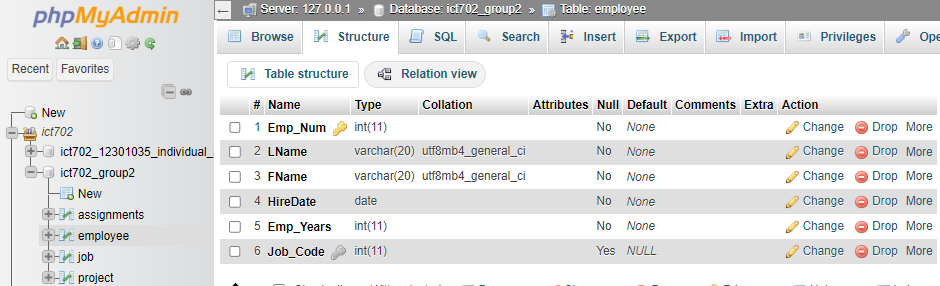 phpMyAdmin
Recent Favorites
New
ict702
ict702_12301035_individual_
ict702_group2
New
assignments
employee
job
project
Server: 127.0.0.1 » Database: ict702_group2 » Table: employee
Browse Structure SQL Search Insert Export Import Privileges Ope
Table structure Relation view
# Name Type Collation Attributes Null Default Comments Extra Action
1 Emp_Num int(11) No None Change Drop More
2 LName varchar(20) utf8mb4_general_ci No None Change Drop More
3 FName varchar(20) utf8mb4_general_ci No None Change Drop More
4 HireDate date No None Change Drop More
5 Emp_Years int(11) No None Change Drop More
6 Job_Code int(11) Yes NULL Change Drop More